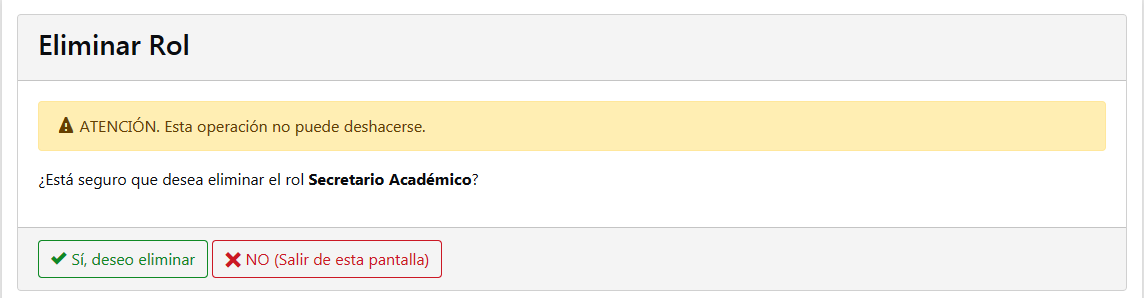 Eliminar Rol
ATENCIÓN. Esta operación no puede deshacerse.
¿Está seguro que desea eliminar el rol Secretario Académico?
Sí, deseo eliminar NO (Salir de esta pantalla)